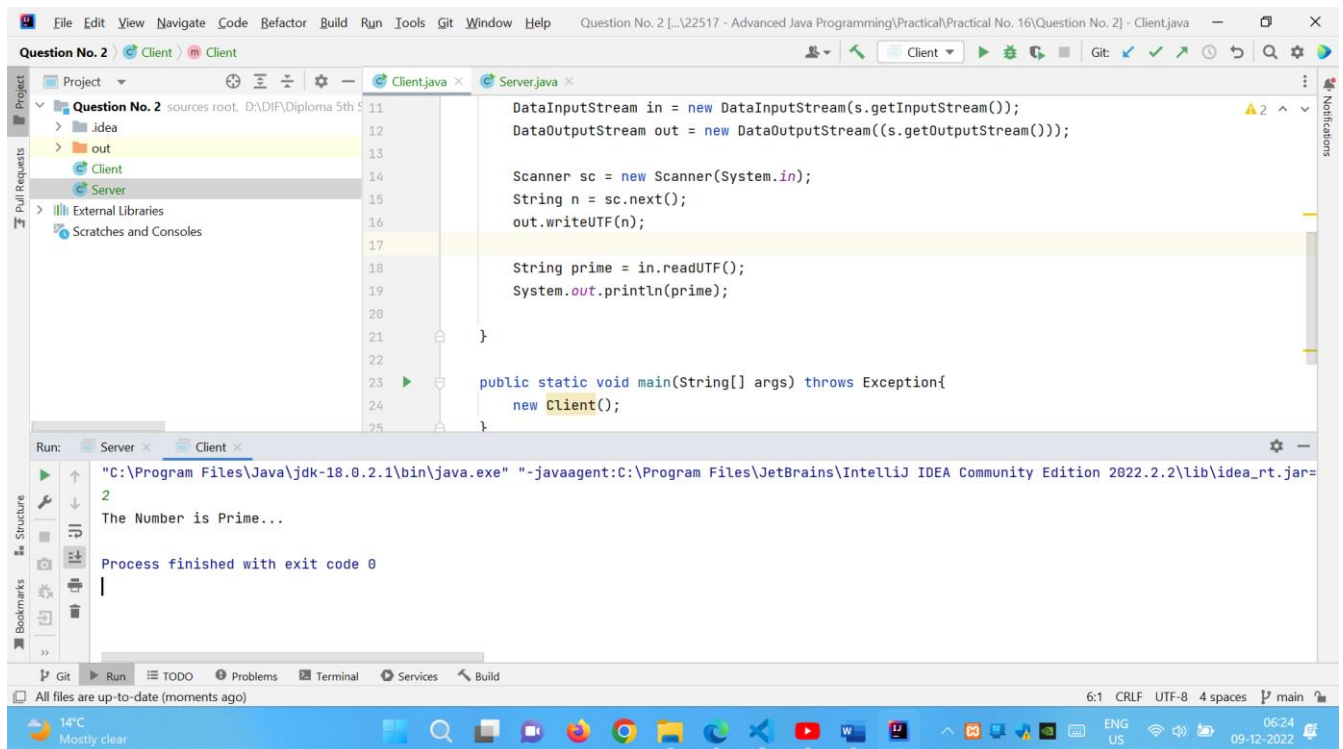 File Edit View Navigate Code Refactor Build Run Tools Git Window Help Question No. 2 [...\22517 - Advanced Java Programming\Practical\Practical No. 16\Question No. 2] - Client.java
Question No. 2 Client Client Client Git:
Project Client.java Server.java
Question No. 2 sources root, D:\DIF\Diploma 5th S
.idea
out
Client
Server
External Libraries
Scratches and Consoles
11 DataInputStream in = new DataInputStream(s.getInputStream());
12 DataOutputStream out = new DataOutputStream((s.getOutputStream()));
13
14 Scanner sc = new Scanner(System.in);
15 String n = sc.next();
16 out.writeUTF(n);
17
18 String prime = in.readUTF();
19 System.out.println(prime);
20
21 }
22
23 public static void main(String[] args) throws Exception{
24 new Client();
25 }
2
Project
Pull Requests
Notifications
Run: Server Client
"C:\Program Files\Java\jdk-18.0.2.1\bin\java.exe" "-javaagent:C:\Program Files\JetBrains\IntelliJ IDEA Community Edition 2022.2.2\lib\idea_rt.jar=
2
The Number is Prime...
Process finished with exit code 0
Structure
Bookmarks
Git Run TODO Problems Terminal Services Build
All files are up-to-date (moments ago) 6:1 CRLF UTF-8 4 spaces main
14°C
Mostly clear
ENG
US
06:24
09-12-2022